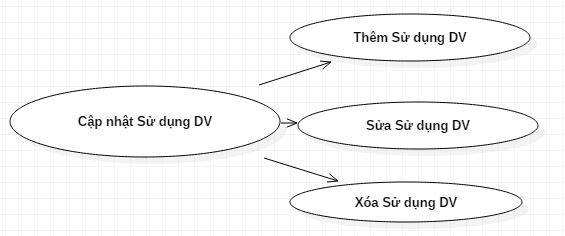 Thêm Sử dụng DV
Cập nhật Sử dụng DV
Sửa Sử dụng DV
Xóa Sử dụng DV